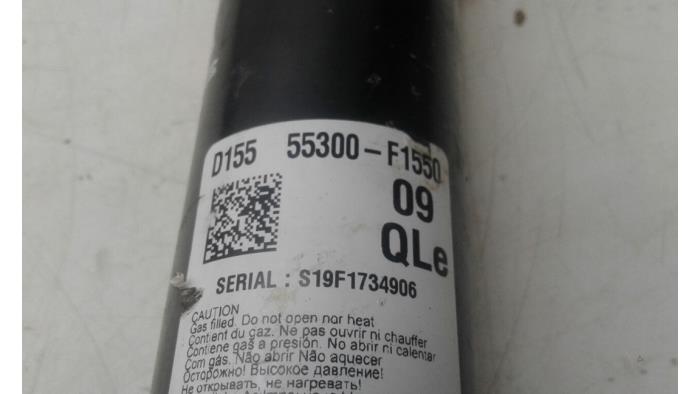 D155 55300-F1550
09
QLe
SERIAL : S19F1734906
CAUTION
Gas filled. Do not open nor heat
Contient du gaz. Ne pas ouvrir ni chauffer
Contiene gas a presión. No abrir ni calentar
Com gás. Não abrir Não aquecer
Осторожно! Высокое давление!
Не открывать, не нагревать!